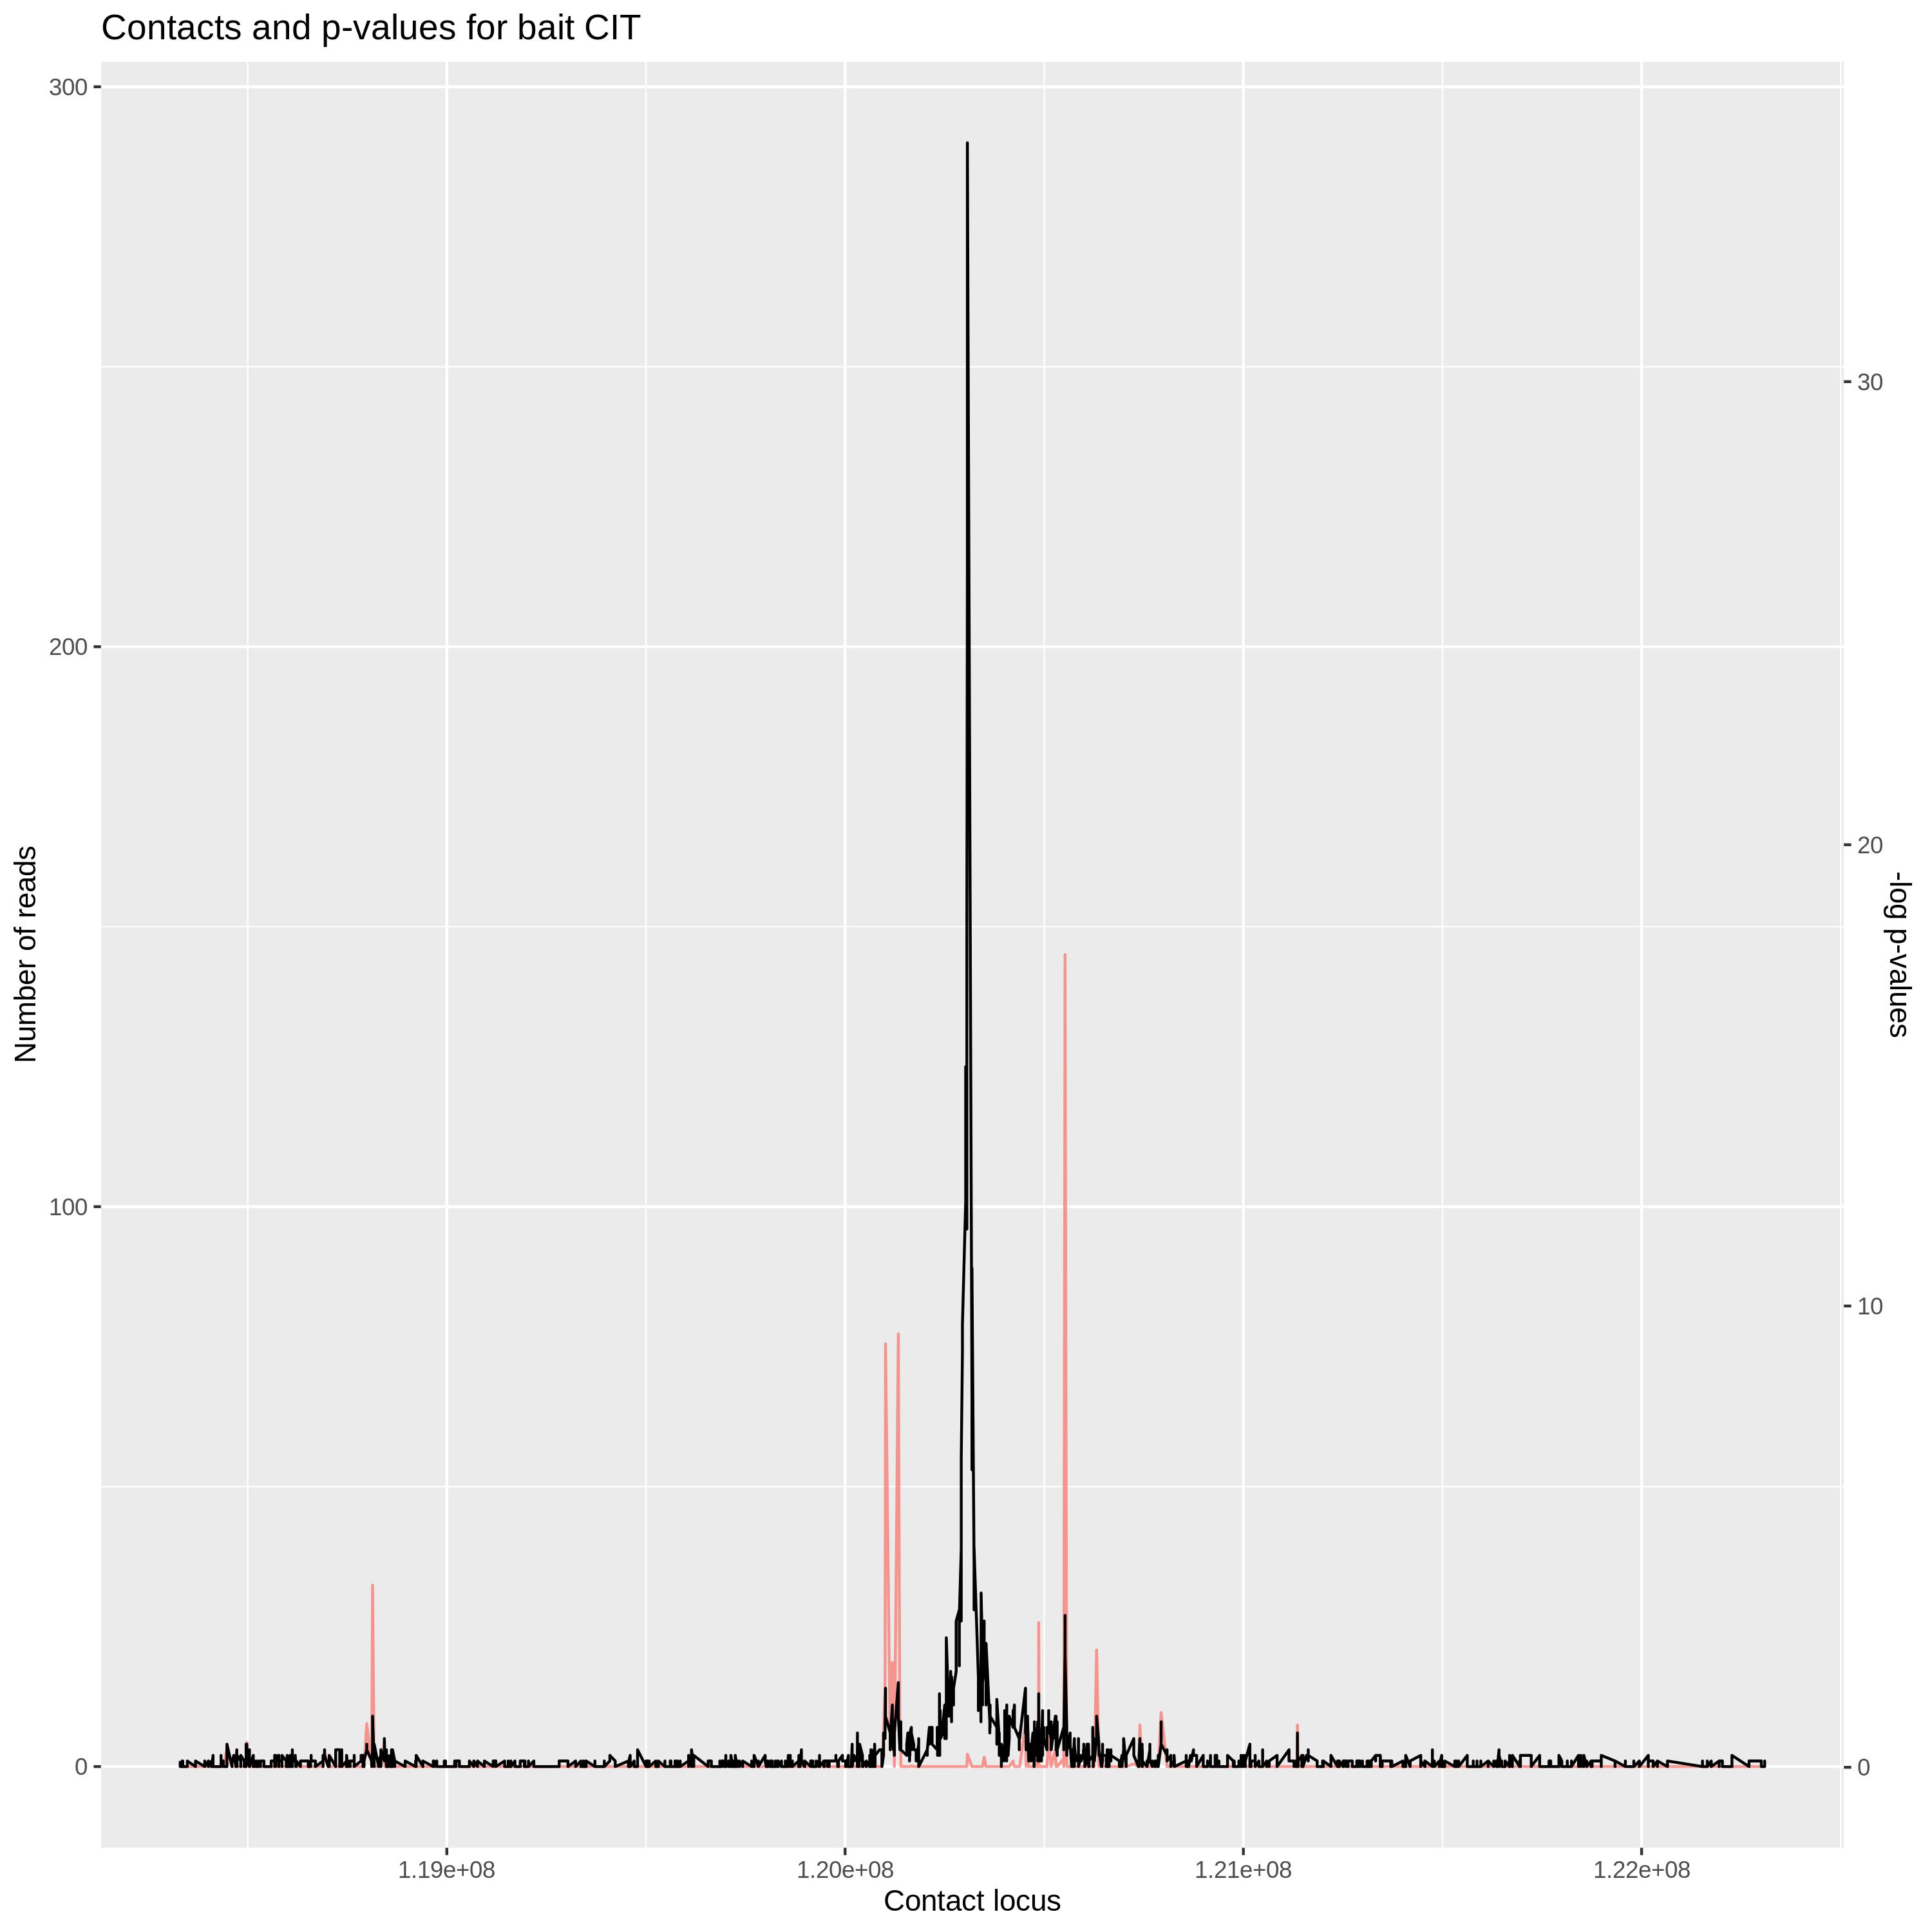 Contacts and p-values for bait CIT
300
200
100
0
Number of reads
30
20
10
0
-log p-values
1.19e+08
1.20e+08
1.21e+08
1.22e+08
Contact locus